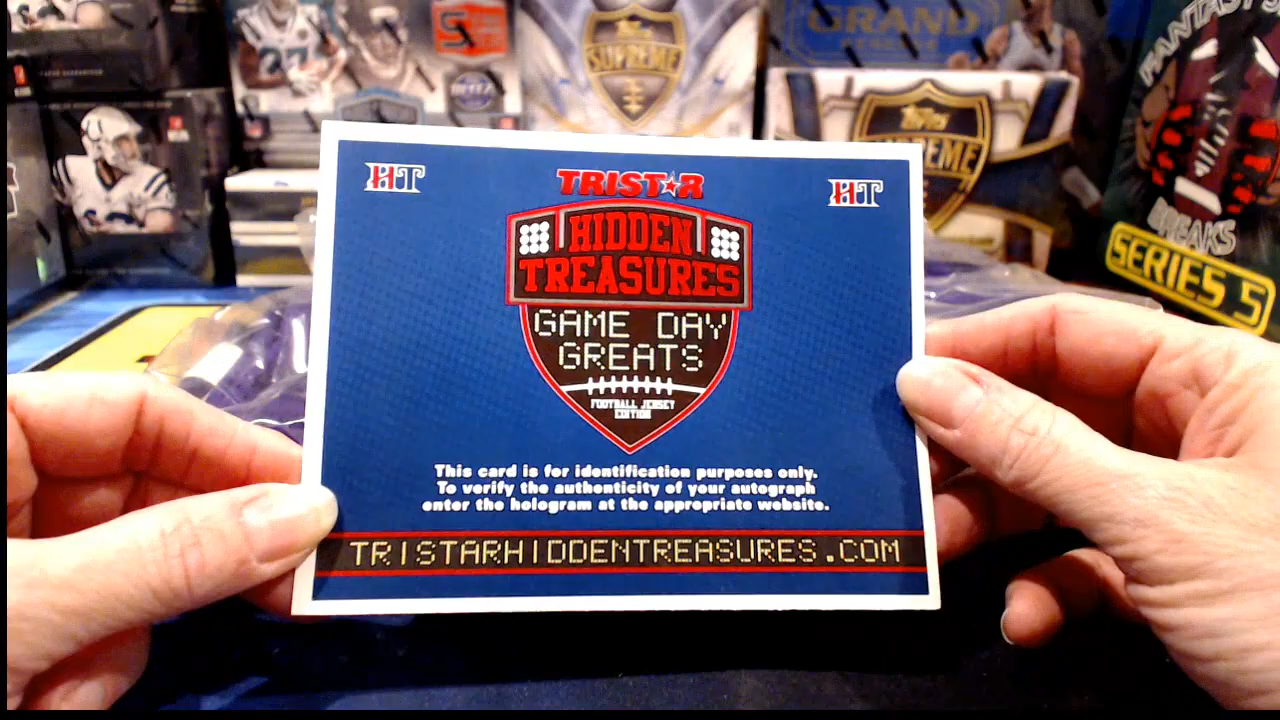 GRAND
Topps
SUPREME
FANTASY
Topps
BREAKS
SERIES 5
HT
TRISTAR
HT
HIDDEN
TREASURES
GAME DAY
GREATS
FOOTBALL JERSEY
EDITION
This card is for identification purposes only.
To verify the authenticity of your autograph
enter the hologram at the appropriate website.
TRISTARHIDDENTREASURES.COM